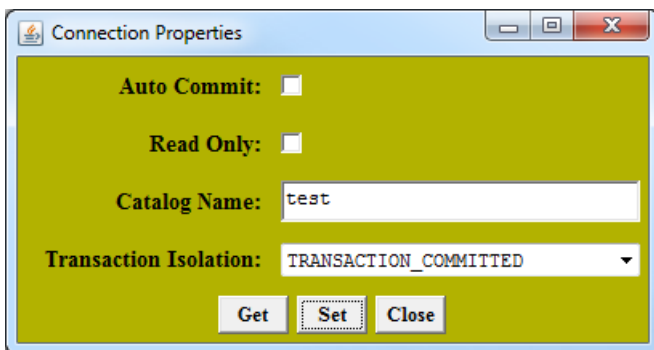 Connection Properties
Auto Commit:
Read Only:
Catalog Name: test
Transaction Isolation: TRANSACTION_COMMITTED
Get Set Close